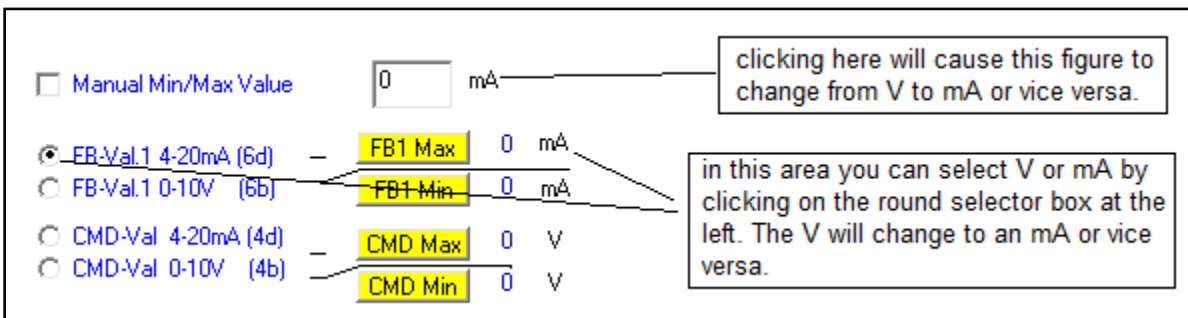 Manual Min/Max Value 0 mA
clicking here will cause this figure to
change from V to mA or vice versa.
FB-Val.1 4-20mA (6d) FB1 Max 0 mA
FB-Val.1 0-10V (6b) FB1 Min 0 mA
CMD-Val 4-20mA (4d) CMD Max 0 V
CMD-Val 0-10V (4b) CMD Min 0 V
in this area you can select V or mA by
clicking on the round selector box at the
left. The V will change to an mA or vice
versa.